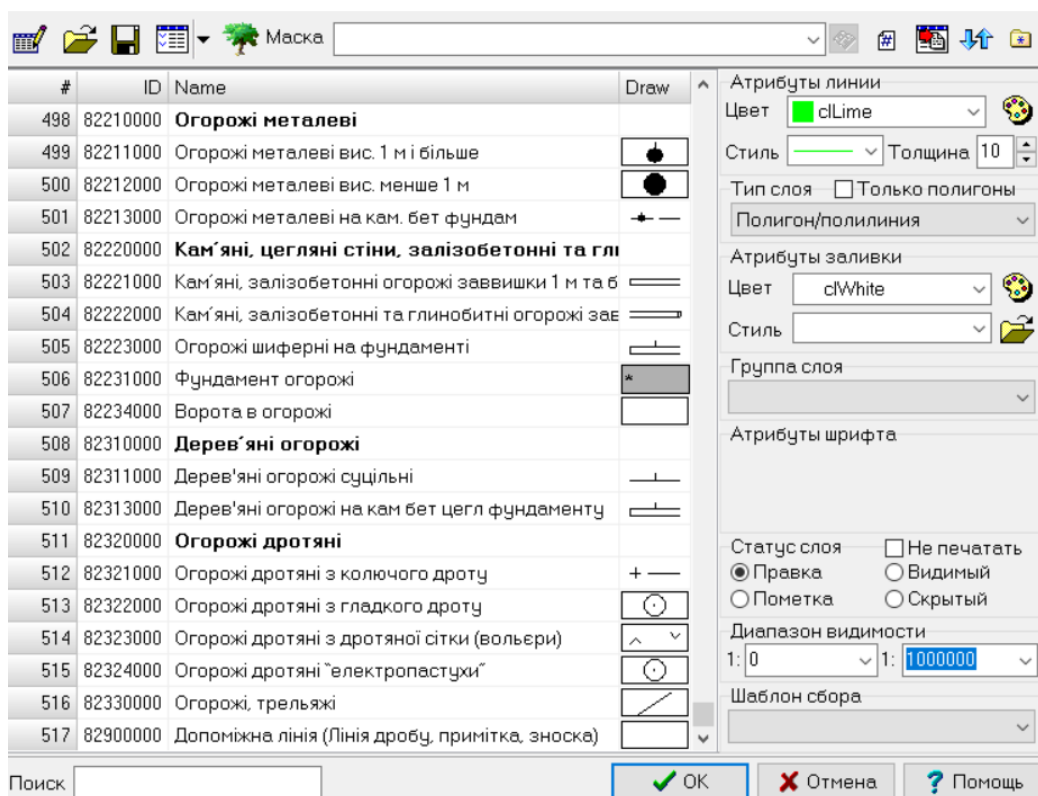 Маска
# ID Name Draw
498 82210000 Огорожі металеві
499 82211000 Огорожі металеві вис. 1 м і більше
500 82212000 Огорожі металеві вис. менше 1 м
501 82213000 Огорожі металеві на кам. бет фундам
502 82220000 Кам´яні, цегляні стіни, залізобетонні та гли
503 82221000 Кам´яні, залізобетонні огорожі заввишки 1 м та б
504 82222000 Кам´яні, залізобетонні та глинобитні огорожі зав
505 82223000 Огорожі шиферні на фундаменті
506 82231000 Фундамент огорожі *
507 82234000 Ворота в огорожі
508 82310000 Дерев´яні огорожі
509 82311000 Дерев'яні огорожі суцільні
510 82313000 Дерев'яні огорожі на кам бет цегл фундаменту
511 82320000 Огорожі дротяні
512 82321000 Огорожі дротяні з колючого дроту
513 82322000 Огорожі дротяні з гладкого дроту
514 82323000 Огорожі дротяні з дротяної сітки (вольєри)
515 82324000 Огорожі дротяні "електропастухи"
516 82330000 Огорожі, трельяжі
517 82900000 Допоміжна лінія (Лінія дробу, примітка, зноска)
Атрибуты линии
Цвет clLime
Стиль Толщина 10
Тип слоя Только полигоны
Полигон/полилиния
Атрибуты заливки
Цвет clWhite
Стиль
Группа слоя
Атрибуты шрифта
Статус слоя Не печатать
Правка Видимый
Пометка Скрытый
Диапазон видимости
1: 0 1: 1000000
Шаблон сбора
Поиск OK Отмена Помощь